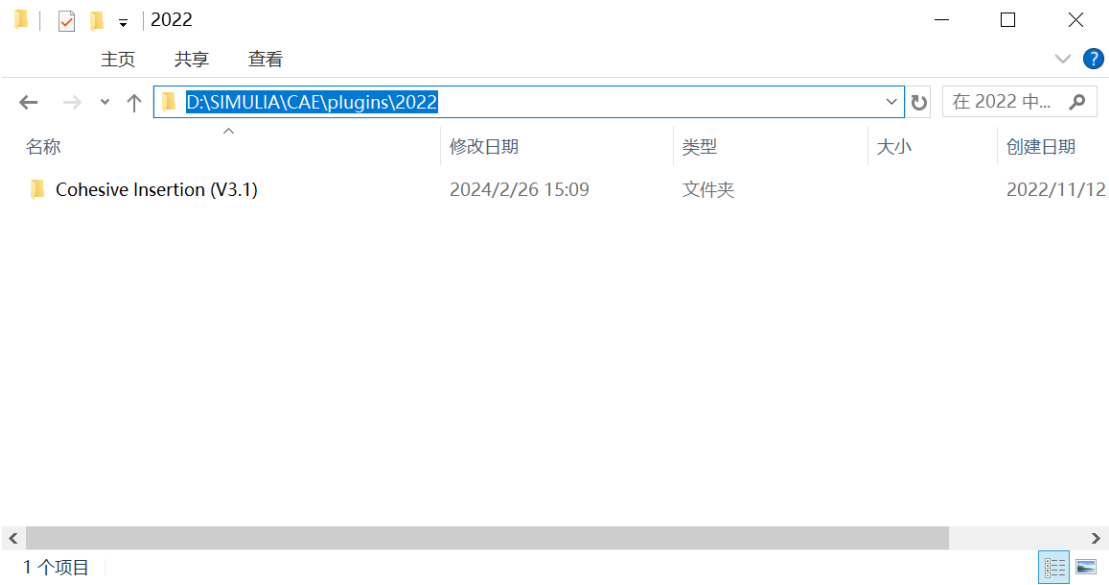 2022
主页 共享 查看
D:\SIMULIA\CAE\plugins\2022 在 2022 中...
名称 修改日期 类型 大小 创建日期
Cohesive Insertion (V3.1) 2024/2/26 15:09 文件夹 2022/11/12
1 个项目